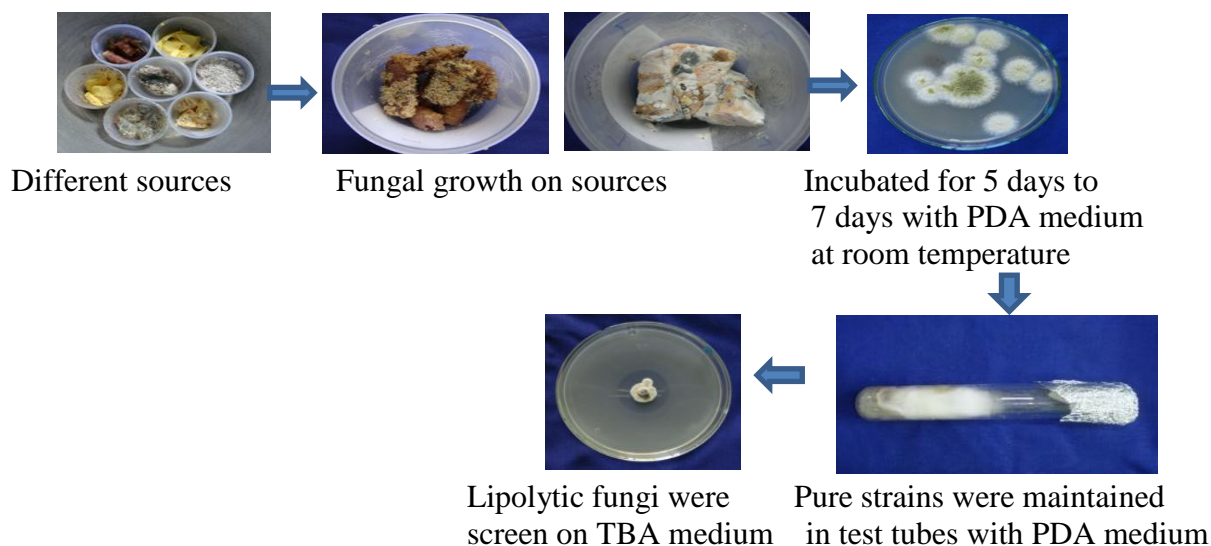 Different sources
Fungal growth on sources
Incubated for 5 days to
7 days with PDA medium
at room temperature
Pure strains were maintained
in test tubes with PDA medium
Lipolytic fungi were
screen on TBA medium